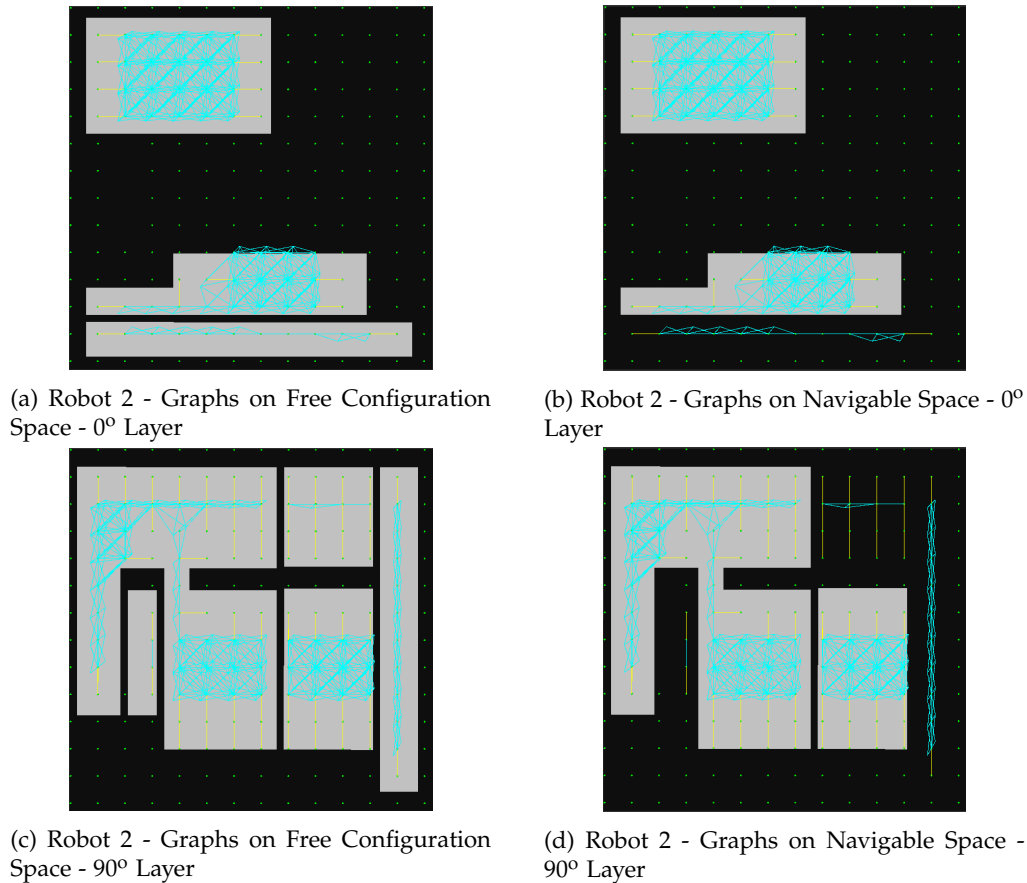 (a) Robot 2 - Graphs on Free Configuration
Space - 0º Layer
(b) Robot 2 - Graphs on Navigable Space - 0º
Layer
(c) Robot 2 - Graphs on Free Configuration
Space - 90º Layer
(d) Robot 2 - Graphs on Navigable Space -
90º Layer